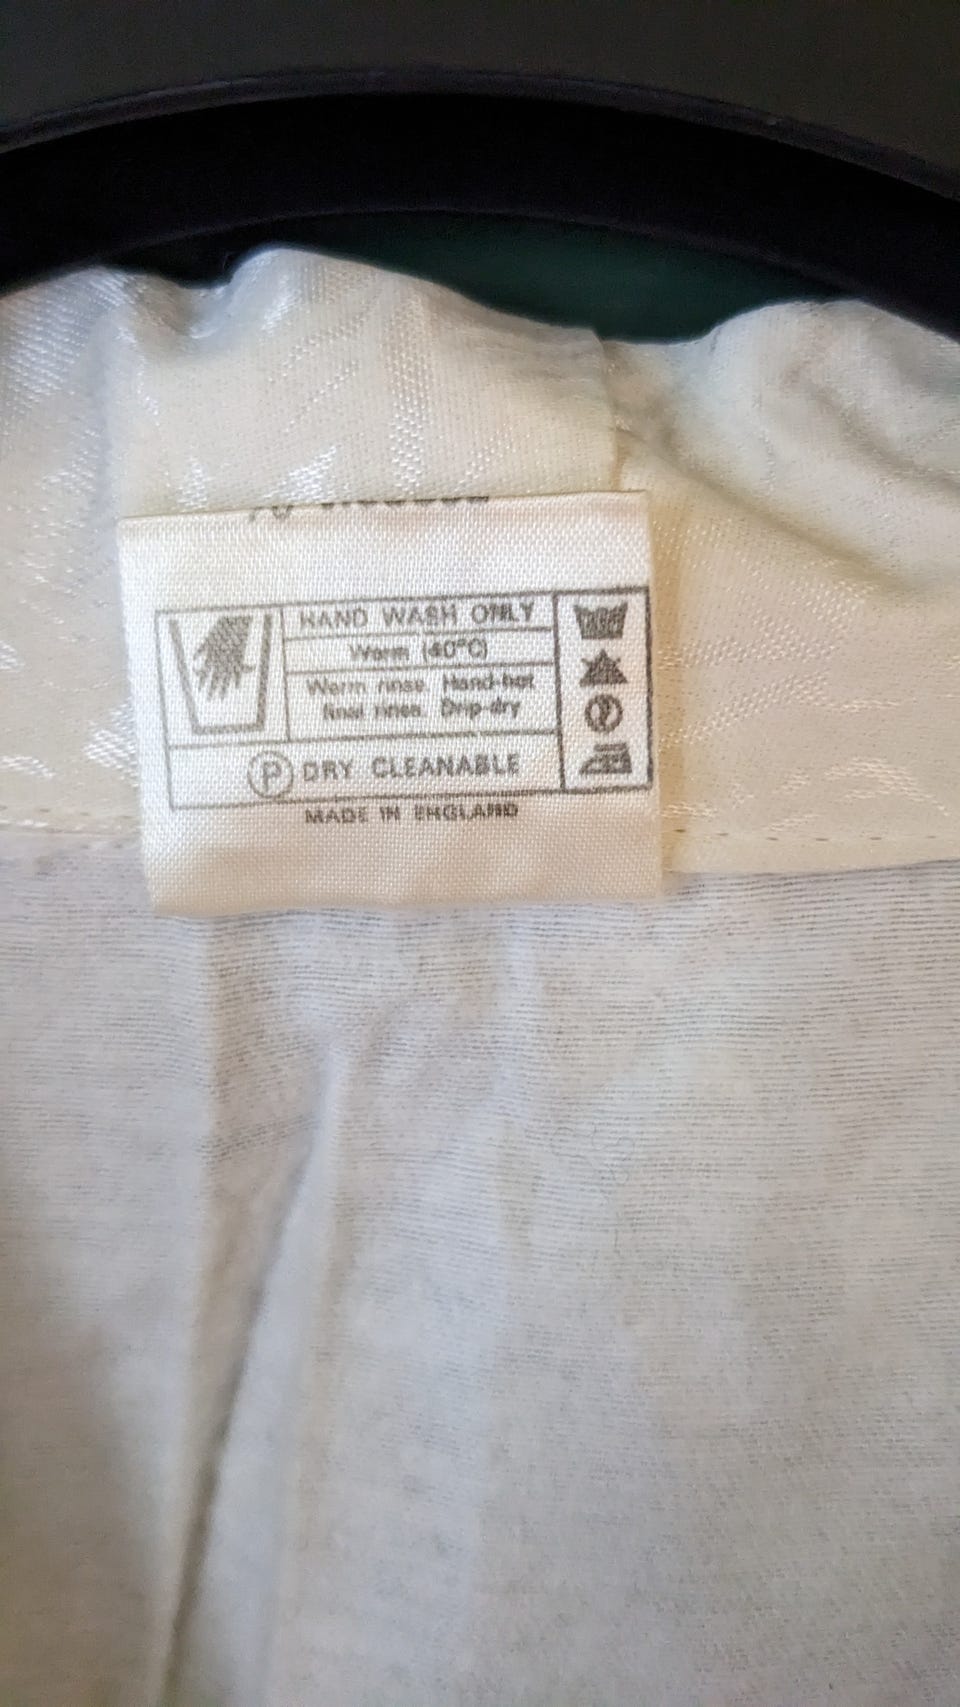 HAND WASH ONLY
Warm (40°C)
Warm rinse. Hand-hot
final rinse. Drip-dry
P DRY CLEANABLE
P
MADE IN ENGLAND